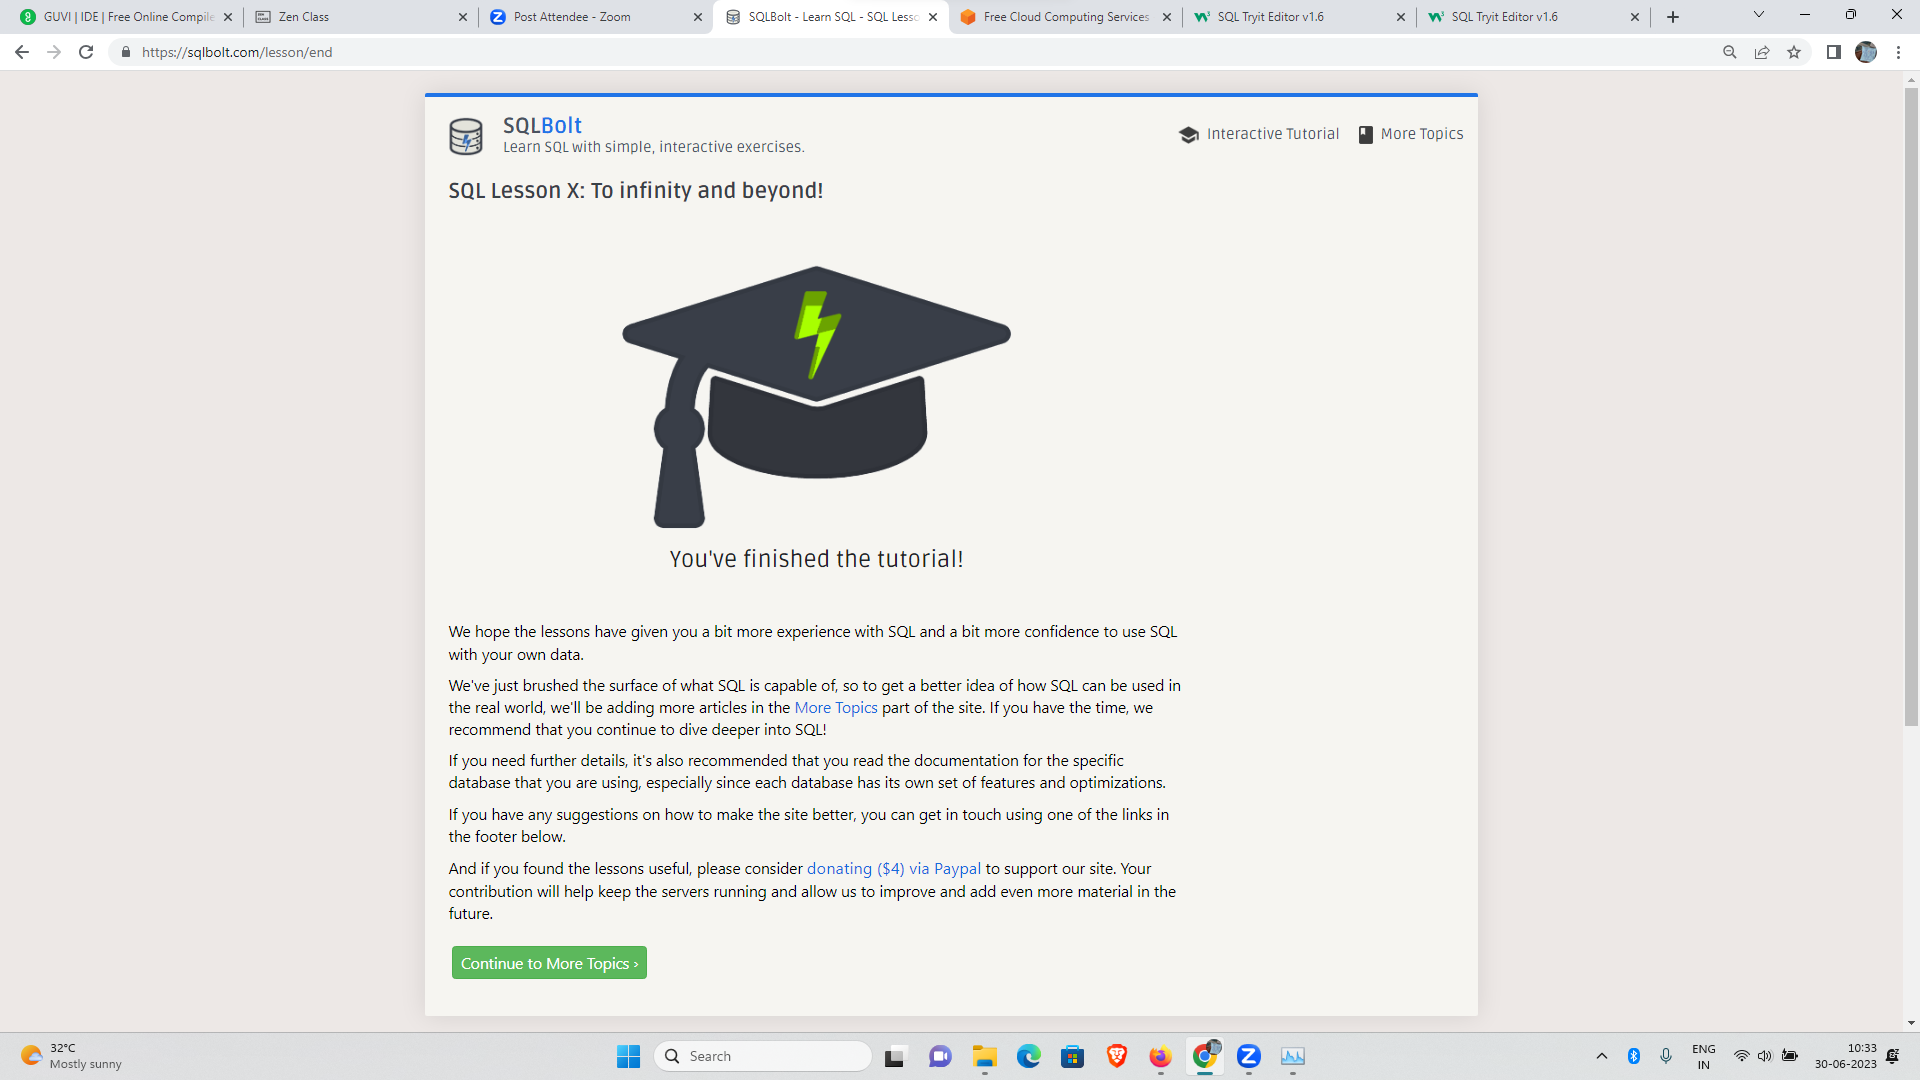 GUVI | IDE | Free Online Compile
Zen Class
Post Attendee - Zoom
SQLBolt - Learn SQL - SQL Lesso
Free Cloud Computing Services
SQL Tryit Editor v1.6
SQL Tryit Editor v1.6
https://sqlbolt.com/lesson/end
SQLBolt
Learn SQL with simple, interactive exercises.
Interactive Tutorial
More Topics
SQL Lesson X: To infinity and beyond!
You've finished the tutorial!
We hope the lessons have given you a bit more experience with SQL and a bit more confidence to use SQL
with your own data.
We've just brushed the surface of what SQL is capable of, so to get a better idea of how SQL can be used in
the real world, we'll be adding more articles in the More Topics part of the site. If you have the time, we
recommend that you continue to dive deeper into SQL!
If you need further details, it's also recommended that you read the documentation for the specific
database that you are using, especially since each database has its own set of features and optimizations.
If you have any suggestions on how to make the site better, you can get in touch using one of the links in
the footer below.
And if you found the lessons useful, please consider donating ($4) via Paypal to support our site. Your
contribution will help keep the servers running and allow us to improve and add even more material in the
future.
Continue to More Topics ›
32°C
Mostly sunny
Search
ENG
IN
10:33
30-06-2023